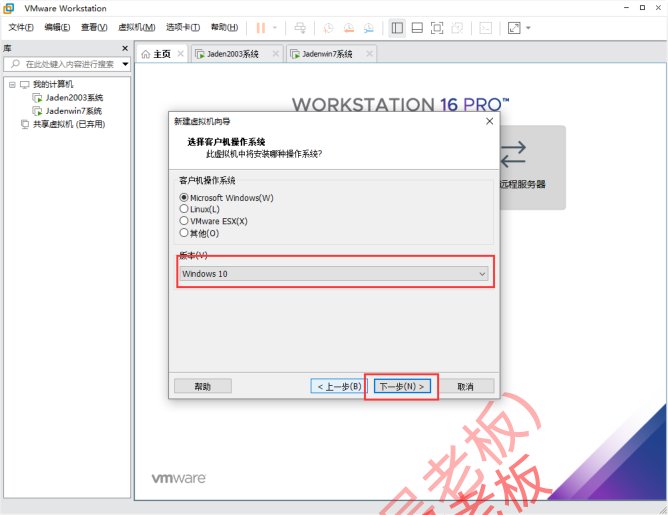 VMware Workstation
文件(F) 编辑(E) 查看(V) 虚拟机(M) 选项卡(T) 帮助(H)
库
在此处键入内容进行搜索
我的计算机
Jaden2003系统
Jadenwin7系统
共享虚拟机 (已弃用)
主页 Jaden2003系统 Jadenwin7系统
WORKSTATION 16 PRO™
远程服务器
新建虚拟机向导
选择客户机操作系统
此虚拟机中将安装哪种操作系统?
客户机操作系统
Microsoft Windows(W)
Linux(L)
VMware ESX(X)
其他(O)
版本(V)
Windows 10
帮助 < 上一步(B) 下一步(N) > 取消
vmware
老板)
老板